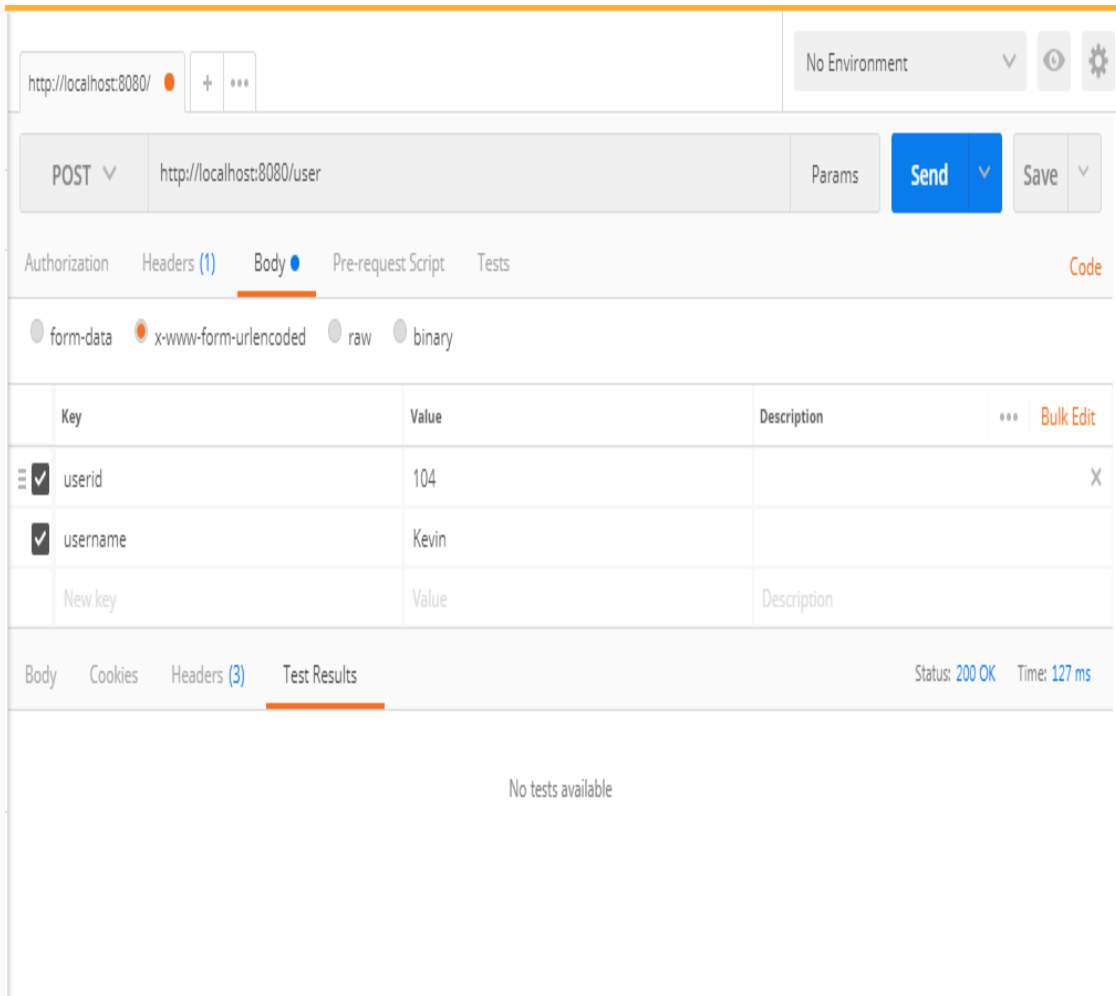 No Environment
http://localhost:8080/
POST http://localhost:8080/user Params Send Save
Authorization Headers (1) Body Pre-request Script Tests Code
form-data x-www-form-urlencoded raw binary
Key Value Description Bulk Edit
userid 104
username Kevin
New key Value Description
Body Cookies Headers (3) Test Results Status: 200 OK Time: 127 ms
No tests available